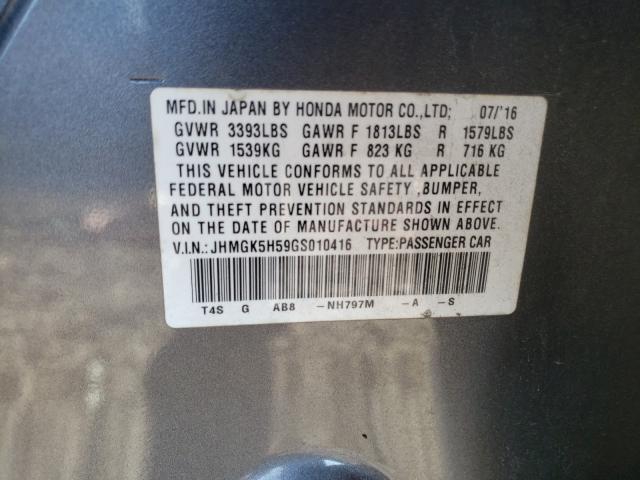 MFD.IN JAPAN BY HONDA MOTOR CO.,LTD; 07/'16
GVWR 3393LBS GAWR F 1813LBS R 1579LBS
GVWR 1539KG GAWR F 823 KG R 716 KG
THIS VEHICLE CONFORMS TO ALL APPLICABLE
FEDERAL MOTOR VEHICLE SAFETY ,BUMPER,
AND THEFT PREVENTION STANDARDS IN EFFECT
ON THE DATE OF MANUFACTURE SHOWN ABOVE.
V.I.N.:JHMGK5H59GS010416 TYPE:PASSENGER CAR
T4S G AB8 -NH797M -A -S